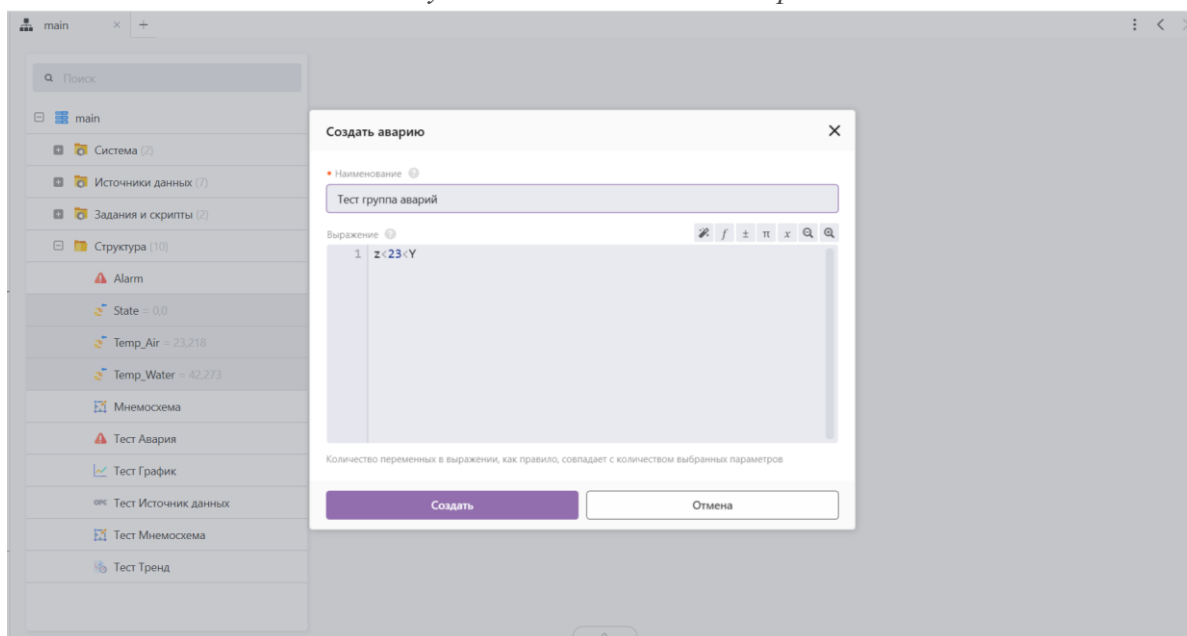 main × +
Поиск
main
Система (2)
Источники данных (7)
Задания и скрипты (2)
Структура (10)
Alarm
State = 0,0
Temp_Air = 23,218
Temp_Water = 42,273
Мнемосхема
Тест Авария
Тест График
OPC Тест Источник данных
Тест Мнемосхема
Тест Тренд
Создать аварию
Наименование ?
Тест группа аварий
Выражение ? f ± π x
1 z<23<Y
Количество переменных в выражении, как правило, совпадает с количеством выбранных параметров
Создать Отмена